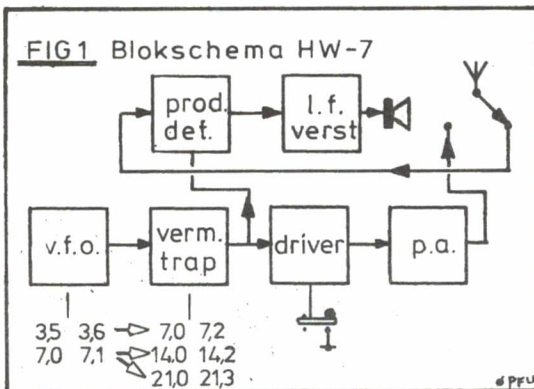 FIG 1 Blokschema HW-7
prod.
det.
l.f.
verst
v.f.o.
verm.
trap
driver
p.a.
3,5 3,6 7,0 7,2
7,0 7,1 14,0 14,2
21,0 21,3